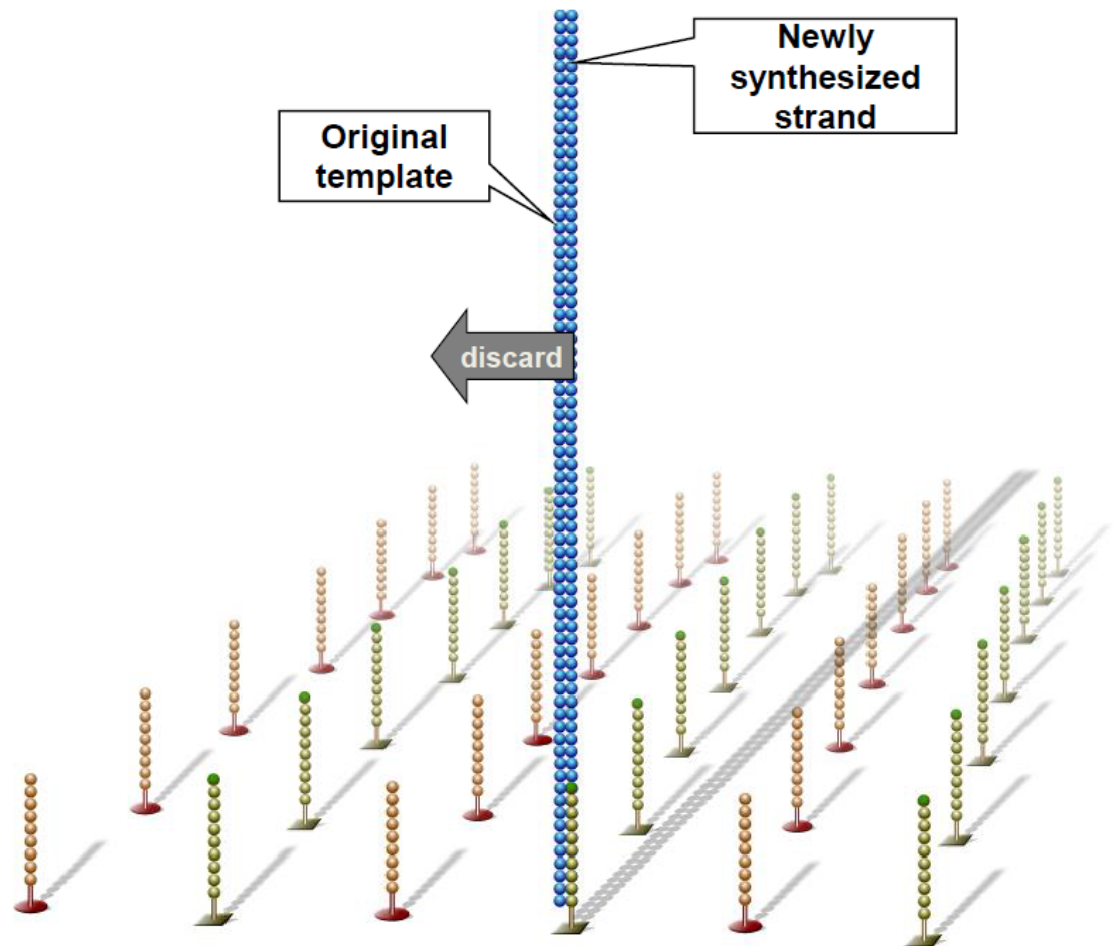 Newly
synthesized
strand
Original
template
discard